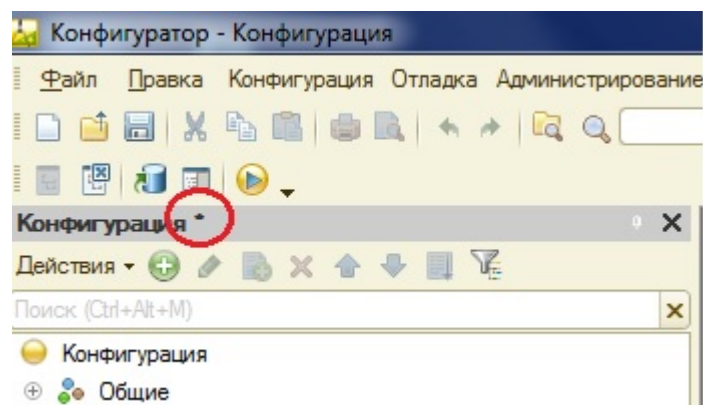 Конфигуратор - Конфигурация
Файл Правка Конфигурация Отладка Администрирование
Конфигурация *
Действия
Поиск (Ctrl+Alt+M)
Конфигурация
Общие